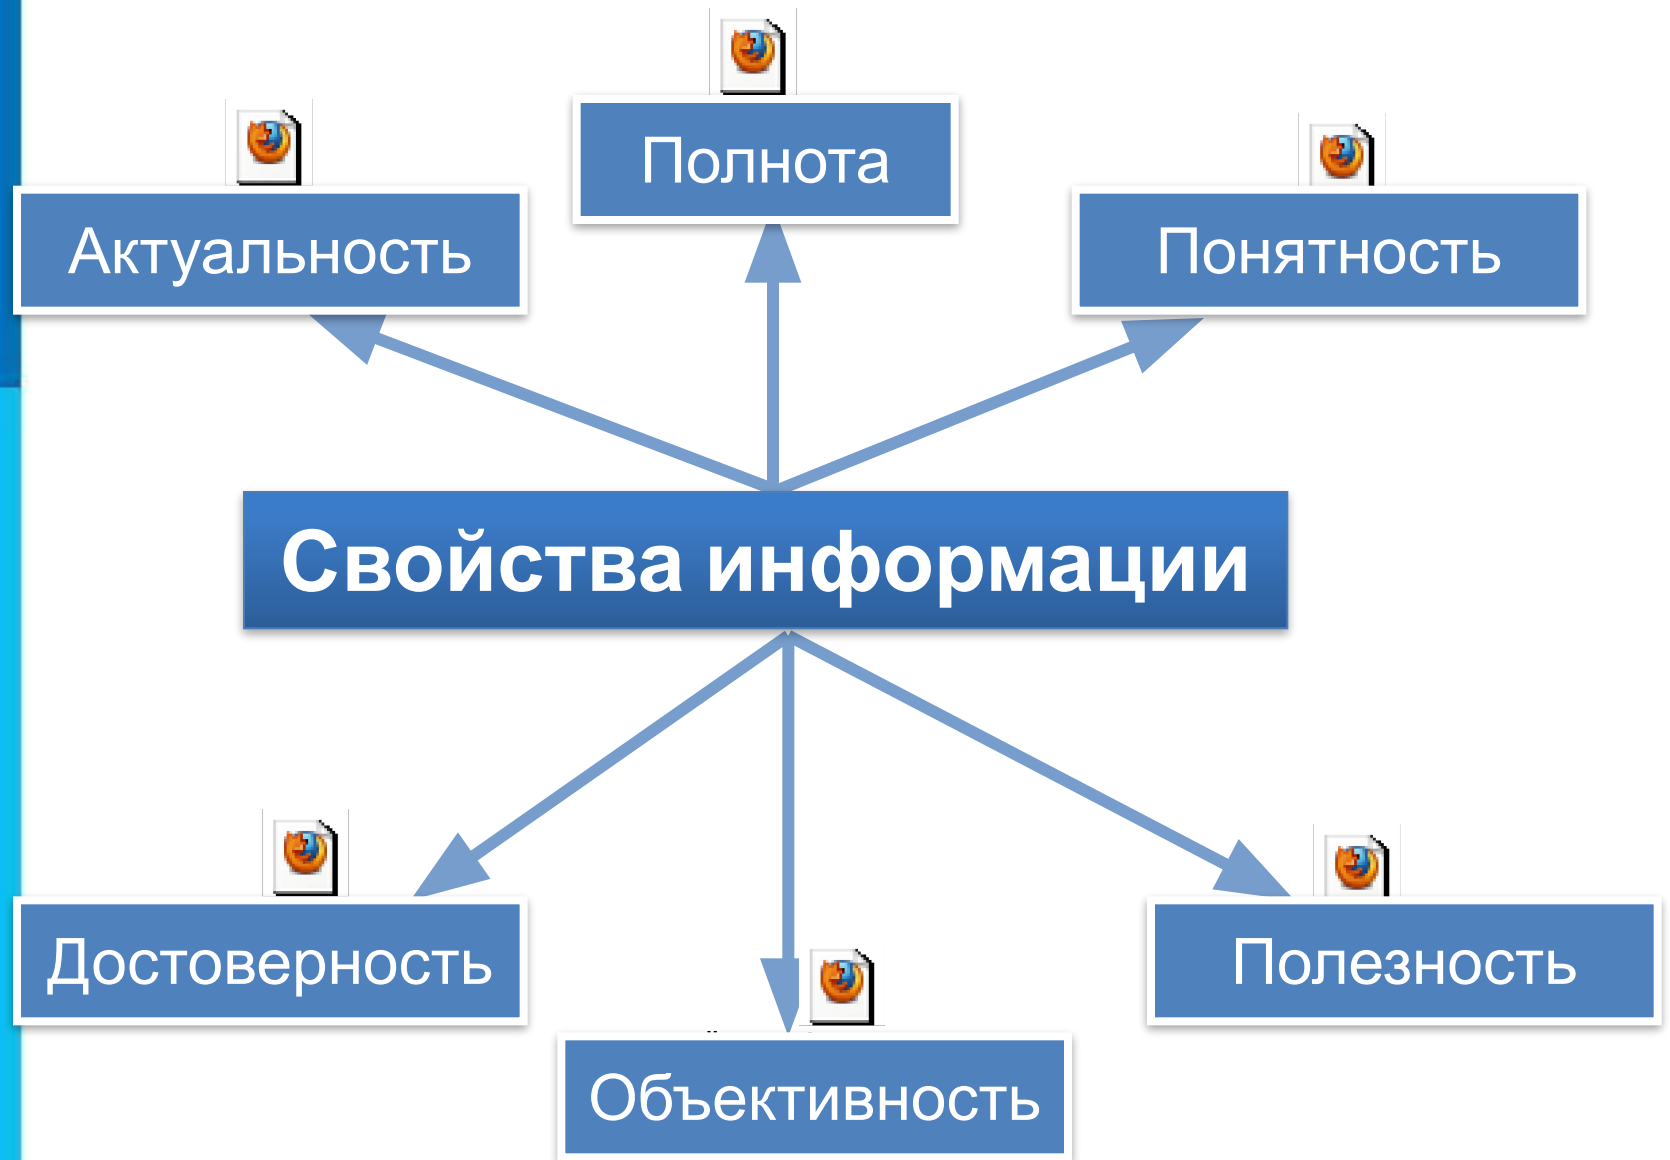 Полнота
Актуальность
Понятность
Свойства информации
Достоверность
Полезность
Объективность